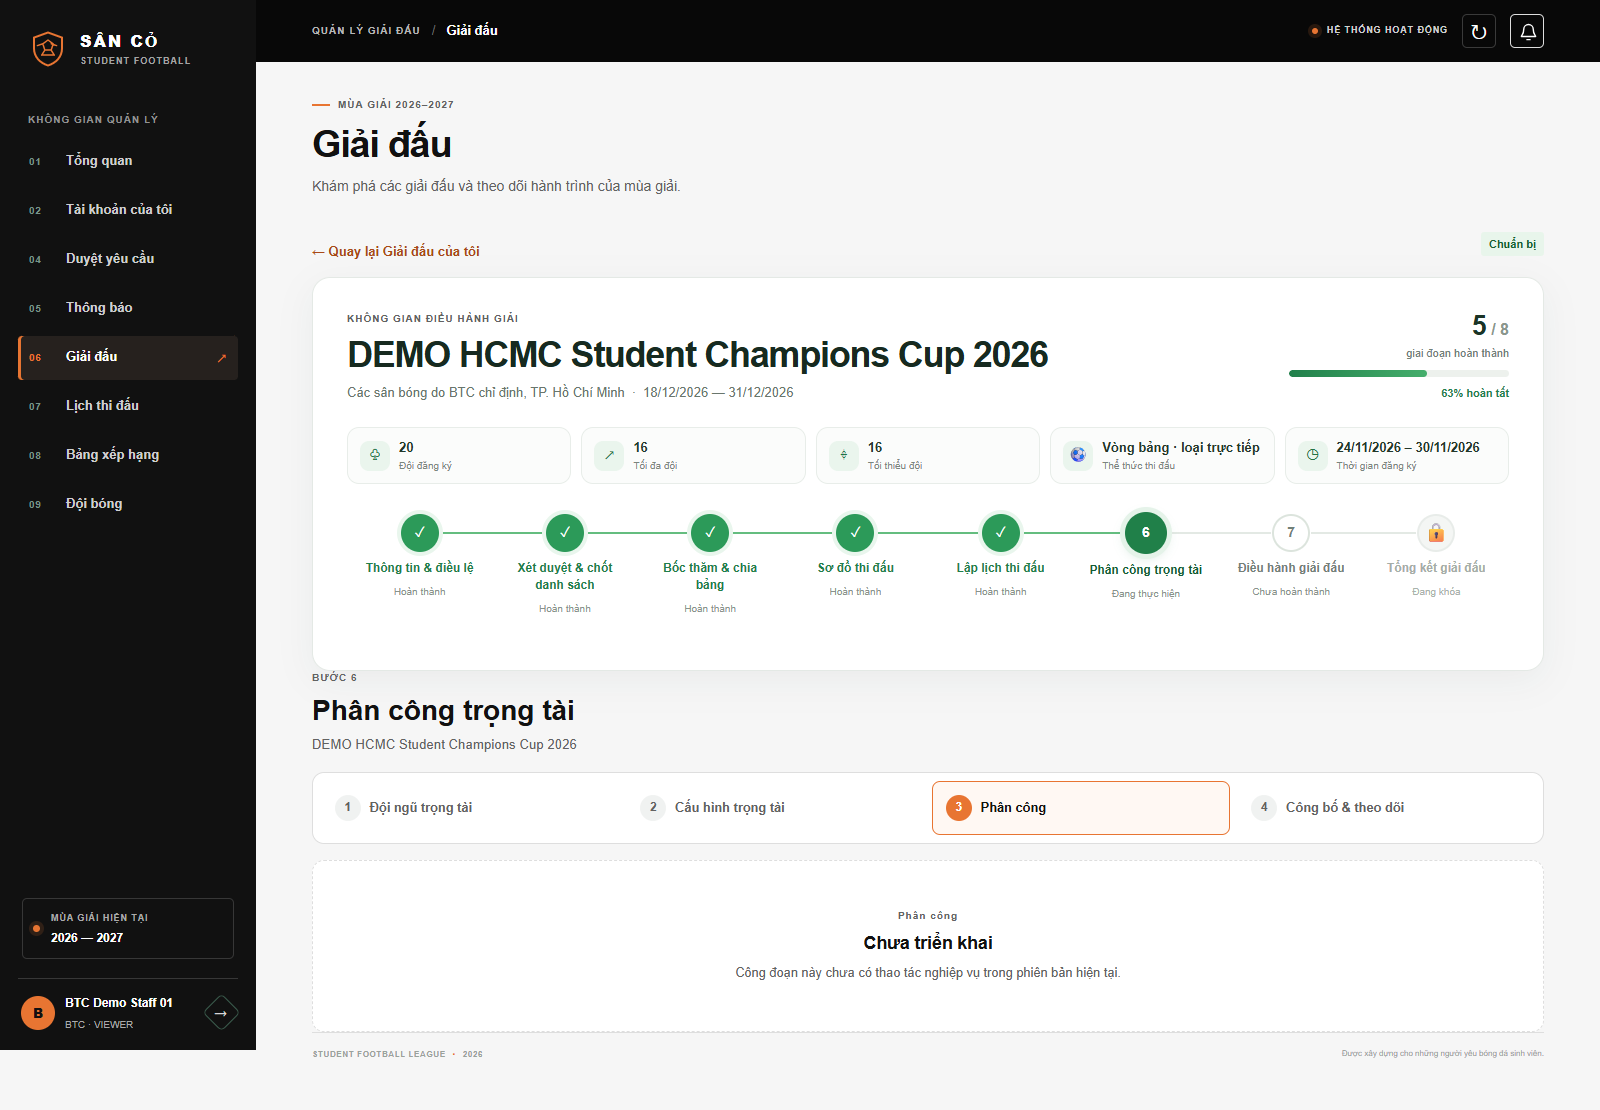 SÂN CỎ
STUDENT FOOTBALL
KHÔNG GIAN QUẢN LÝ
01 Tổng quan
02 Tài khoản của tôi
04 Duyệt yêu cầu
05 Thông báo
06 Giải đấu ↗
07 Lịch thi đấu
08 Bảng xếp hạng
09 Đội bóng
MÙA GIẢI HIỆN TẠI
2026 — 2027
B
BTC Demo Staff 01
BTC · VIEWER
→
QUẢN LÝ GIẢI ĐẤU / Giải đấu
HỆ THỐNG HOẠT ĐỘNG
MÙA GIẢI 2026–2027
Giải đấu
Khám phá các giải đấu và theo dõi hành trình của mùa giải.
← Quay lại Giải đấu của tôi
Chuẩn bị
KHÔNG GIAN ĐIỀU HÀNH GIẢI
DEMO HCMC Student Champions Cup 2026
Các sân bóng do BTC chỉ định, TP. Hồ Chí Minh · 18/12/2026 — 31/12/2026
5 / 8
giai đoạn hoàn thành
63% hoàn tất
20
Đội đăng ký
16
Tối đa đội
16
Tối thiểu đội
Vòng bảng · loại trực tiếp
Thể thức thi đấu
24/11/2026 – 30/11/2026
Thời gian đăng ký
✓ Thông tin & điều lệ
Hoàn thành
✓ Xét duyệt & chốt
danh sách
Hoàn thành
✓ Bốc thăm & chia
bảng
Hoàn thành
✓ Sơ đồ thi đấu
Hoàn thành
✓ Lập lịch thi đấu
Hoàn thành
6 Phân công trọng tài
Đang thực hiện
7 Điều hành giải đấu
Chưa hoàn thành
Tổng kết giải đấu
Đang khóa
BƯỚC 6
Phân công trọng tài
DEMO HCMC Student Champions Cup 2026
1 Đội ngũ trọng tài
2 Cấu hình trọng tài
3 Phân công
4 Công bố & theo dõi
Phân công
Chưa triển khai
Công đoạn này chưa có thao tác nghiệp vụ trong phiên bản hiện tại.
STUDENT FOOTBALL LEAGUE · 2026
Được xây dựng cho những người yêu bóng đá sinh viên.